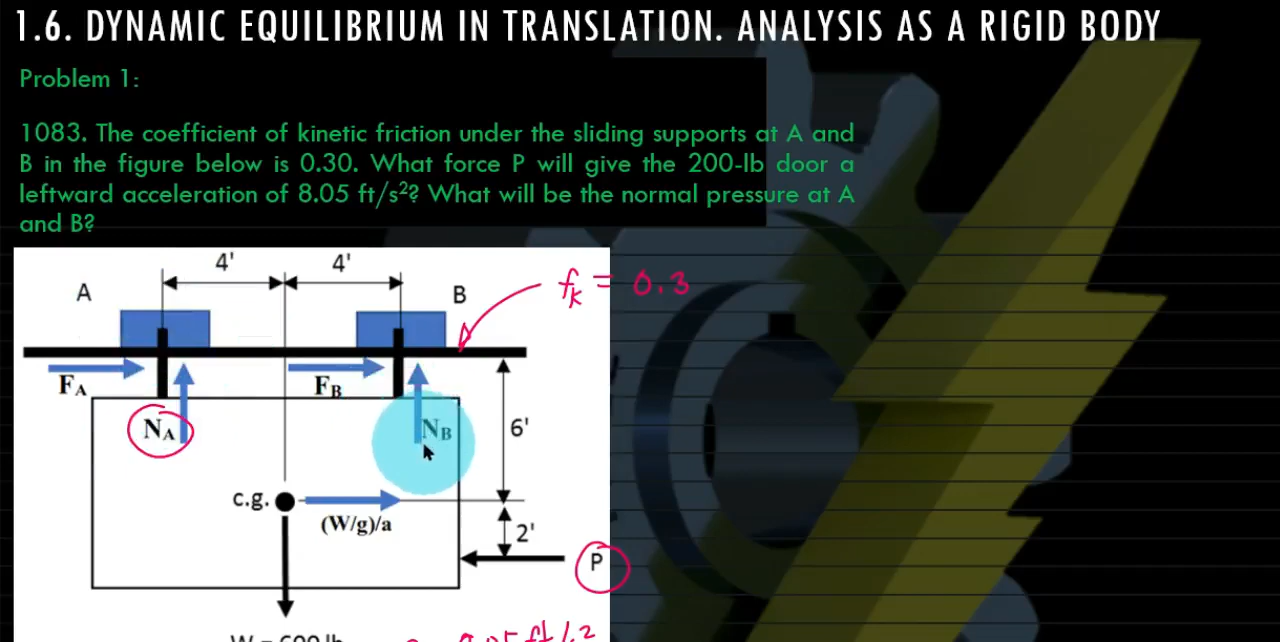 1.6. DYNAMIC EQUILIBRIUM IN TRANSLATION. ANALYSIS AS A RIGID BODY
Problem 1:
1083. The coefficient of kinetic friction under the sliding supports at A and
B in the figure below is 0.30. What force P will give the 200-lb door a
leftward acceleration of 8.05 ft/s²? What will be the normal pressure at A
and B?
4' 4'
A B
fk = 0.3
FA FB
NA NB 6'
c.g.
(W/g)/a
2'
P